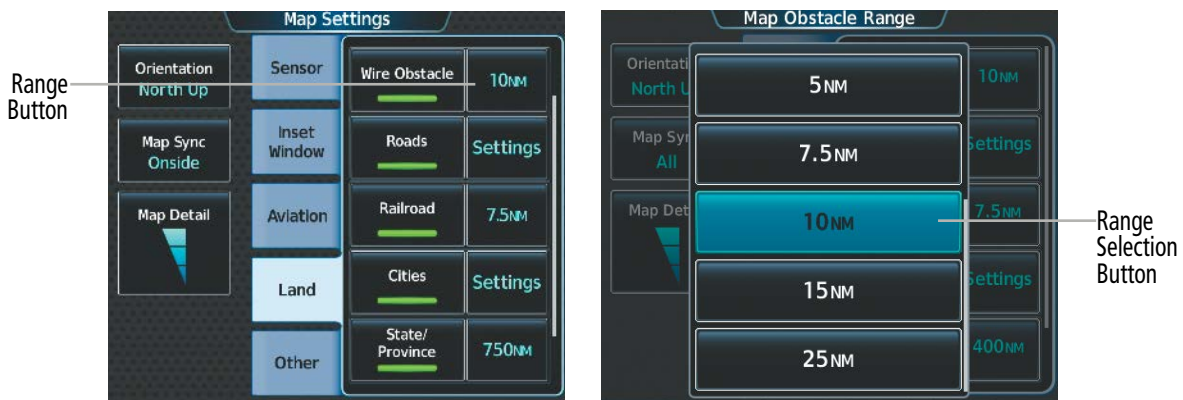 Map Settings
Range
Button
Orientation
North Up
Map Sync
Onside
Map Detail
Sensor
Inset
Window
Aviation
Land
Other
Wire Obstacle
10NM
Roads
Settings
Railroad
7.5NM
Cities
Settings
State/
Province
750NM
Map Obstacle Range
Orientati
North U
Map Syn
All
Map Det
5NM
7.5NM
10NM
15NM
25NM
10NM
Settings
7.5NM
Settings
400NM
Range
Selection
Button